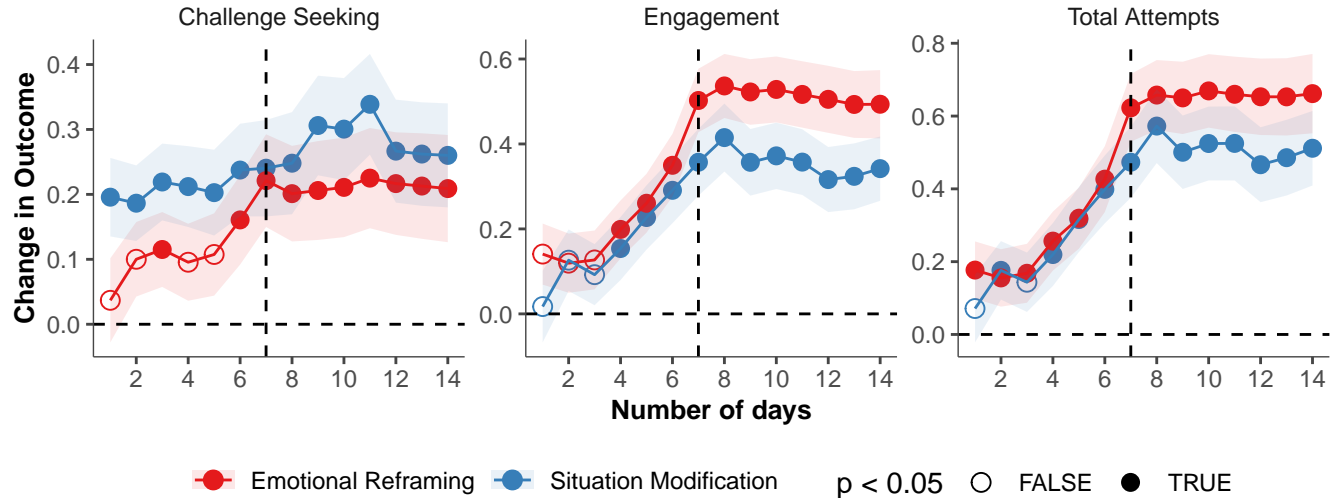 Challenge Seeking
Engagement
Total Attempts
Change in Outcome
0.4
0.3
0.2
0.1
0.0
2 4 6 8 10 12 14
0.6
0.4
0.2
0.0
2 4 6 8 10 12 14
0.8
0.6
0.4
0.2
0.0
2 4 6 8 10 12 14
Number of days
Emotional Reframing Situation Modification p < 0.05 FALSE TRUE